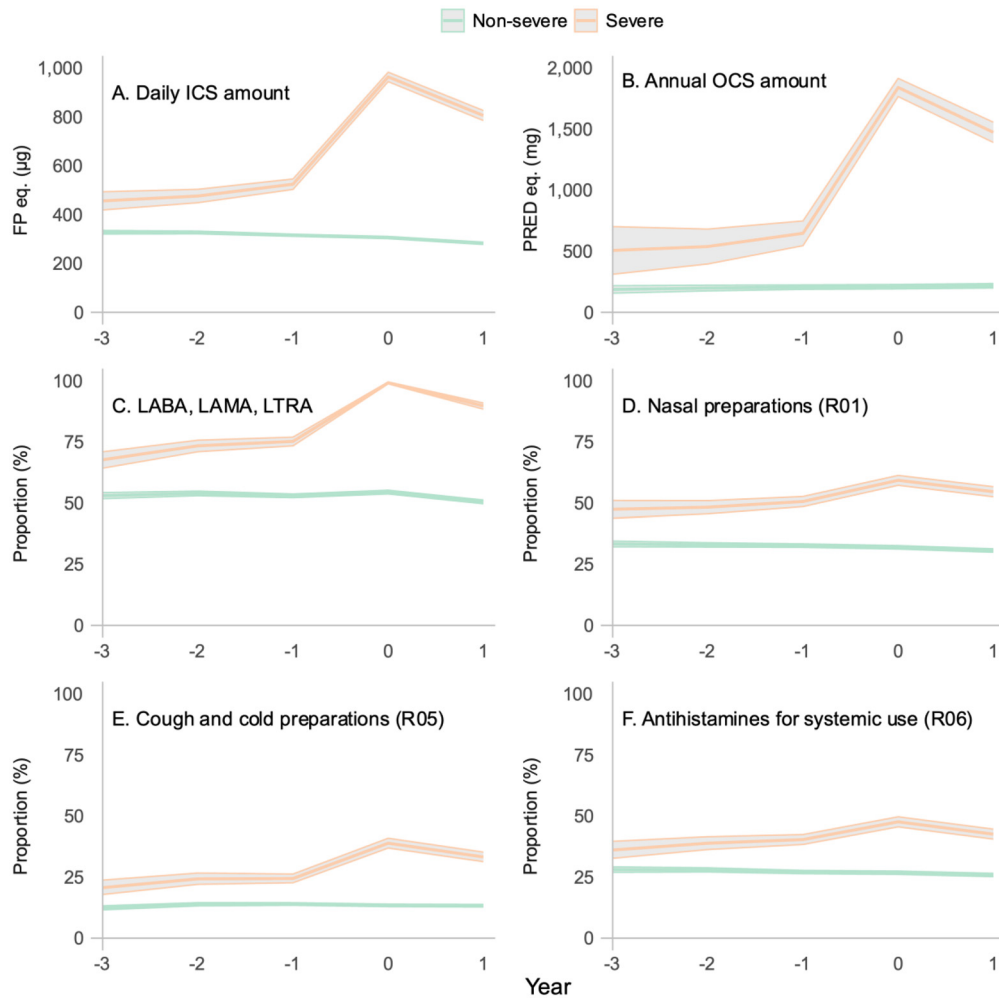 Non-severe Severe
A. Daily ICS amount
FP eq. (µg)
1,000
800
600
400
200
0
-3 -2 -1 0 1
B. Annual OCS amount
PRED eq. (mg)
2,000
1,500
1,000
500
0
-3 -2 -1 0 1
C. LABA, LAMA, LTRA
Proportion (%)
100
75
50
25
0
-3 -2 -1 0 1
D. Nasal preparations (R01)
Proportion (%)
100
75
50
25
0
-3 -2 -1 0 1
E. Cough and cold preparations (R05)
Proportion (%)
100
75
50
25
0
-3 -2 -1 0 1
F. Antihistamines for systemic use (R06)
Proportion (%)
100
75
50
25
0
-3 -2 -1 0 1
Year